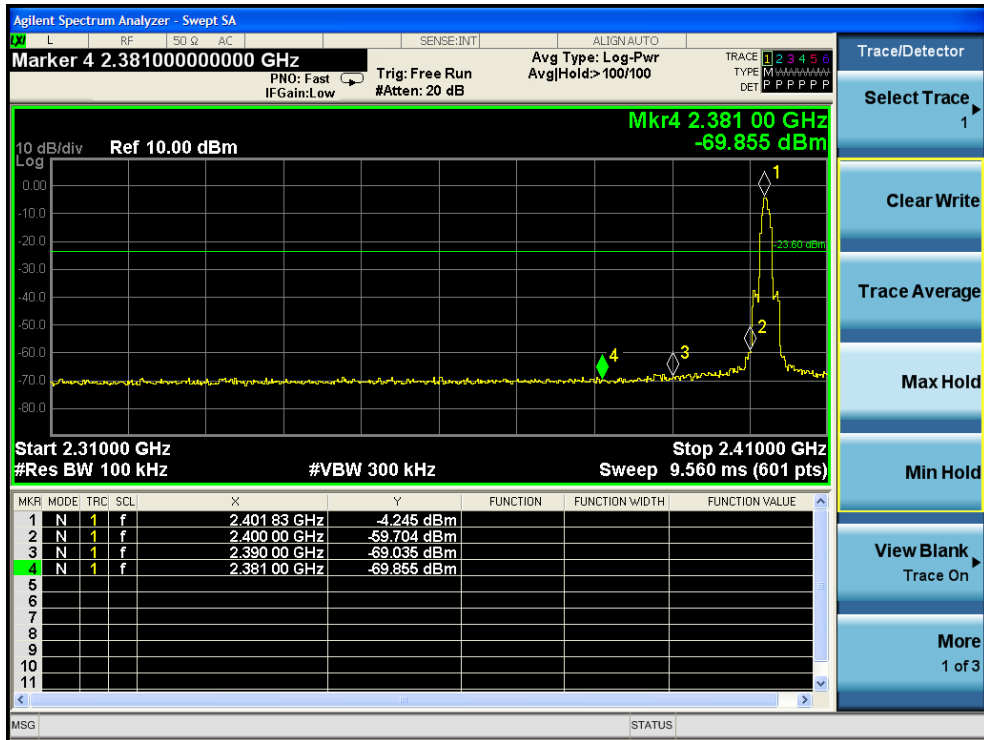 Agilent Spectrum Analyzer - Swept SA
LXI L RF 50 Ω AC SENSE:INT ALIGN AUTO
Marker 4 2.381000000000 GHz
PNO: Fast
IFGain:Low
Trig: Free Run
#Atten: 20 dB
Avg Type: Log-Pwr
Avg|Hold:> 100/100
TRACE 1 2 3 4 5 6
TYPE M WWWWW
DET P P P P P P
Mkr4 2.381 00 GHz
-69.855 dBm
10 dB/div Ref 10.00 dBm
Log
0.00
-10.0
-20.0
-30.0
-40.0
-50.0
-60.0
-70.0
-80.0
1
-23.60 dBm
2
3
4
Start 2.31000 GHz Stop 2.41000 GHz
#Res BW 100 kHz #VBW 300 kHz Sweep 9.560 ms (601 pts)
MKR MODE TRC SCL X Y FUNCTION FUNCTION WIDTH FUNCTION VALUE
1 N 1 f 2.401 83 GHz -4.245 dBm
2 N 1 f 2.400 00 GHz -59.704 dBm
3 N 1 f 2.390 00 GHz -69.035 dBm
4 N 1 f 2.381 00 GHz -69.855 dBm
5
6
7
8
9
10
11
MSG STATUS
Trace/Detector
Select Trace
1
Clear Write
Trace Average
Max Hold
Min Hold
View Blank
Trace On
More
1 of 3